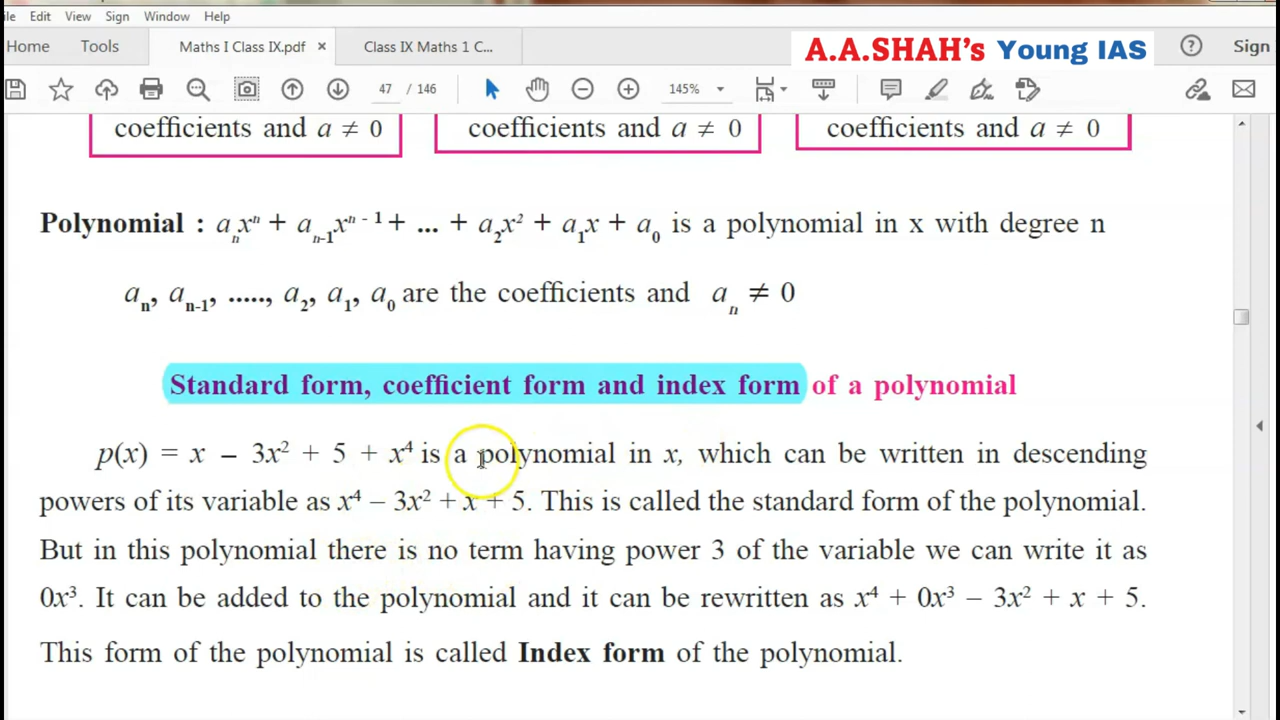 ile Edit View Sign Window Help
Home Tools Maths I Class IX.pdf × Class IX Maths 1 C... A.A.SHAH's Young IAS ? Sign
47 / 146 145%
coefficients and a ≠ 0 coefficients and a ≠ 0 coefficients and a ≠ 0
Polynomial : aₙxⁿ + aₙ₋₁xⁿ⁻¹ + ... + a₂x² + a₁x + a₀ is a polynomial in x with degree n
aₙ, aₙ₋₁, ....., a₂, a₁, a₀ are the coefficients and aₙ ≠ 0
Standard form, coefficient form and index form of a polynomial
p(x) = x – 3x² + 5 + x⁴ is a polynomial in x, which can be written in descending
powers of its variable as x⁴ – 3x² + x + 5. This is called the standard form of the polynomial.
But in this polynomial there is no term having power 3 of the variable we can write it as
0x³. It can be added to the polynomial and it can be rewritten as x⁴ + 0x³ – 3x² + x + 5.
This form of the polynomial is called Index form of the polynomial.